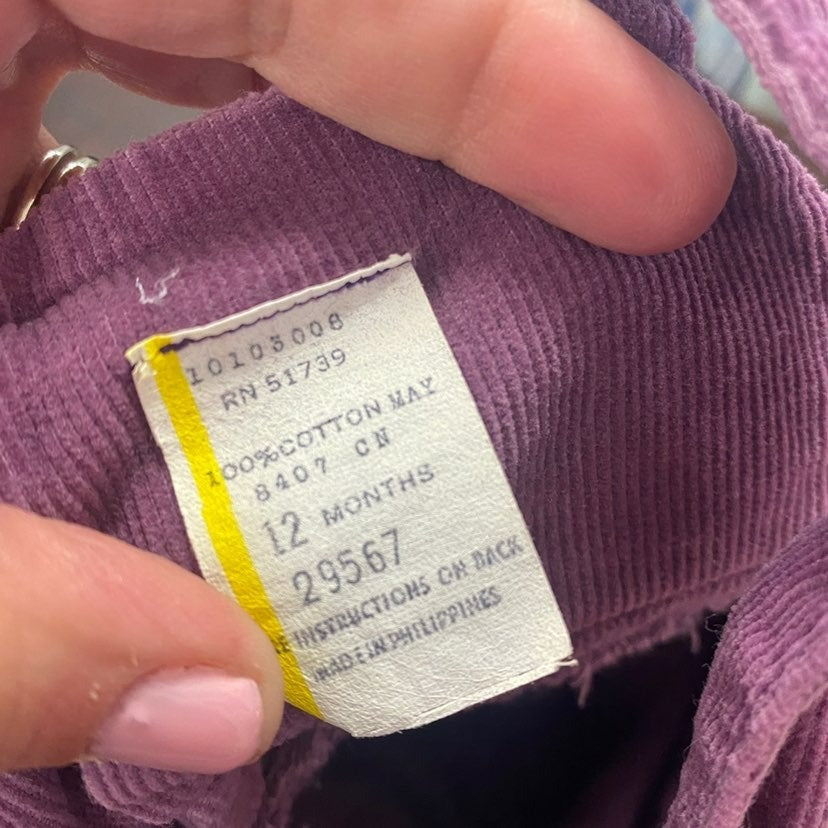 10103008
RN 51739
100%COTTON MAY
8407 CN
12 MONTHS
29567
E INSTRUCTIONS ON BACK
MADE IN PHILIPPINES